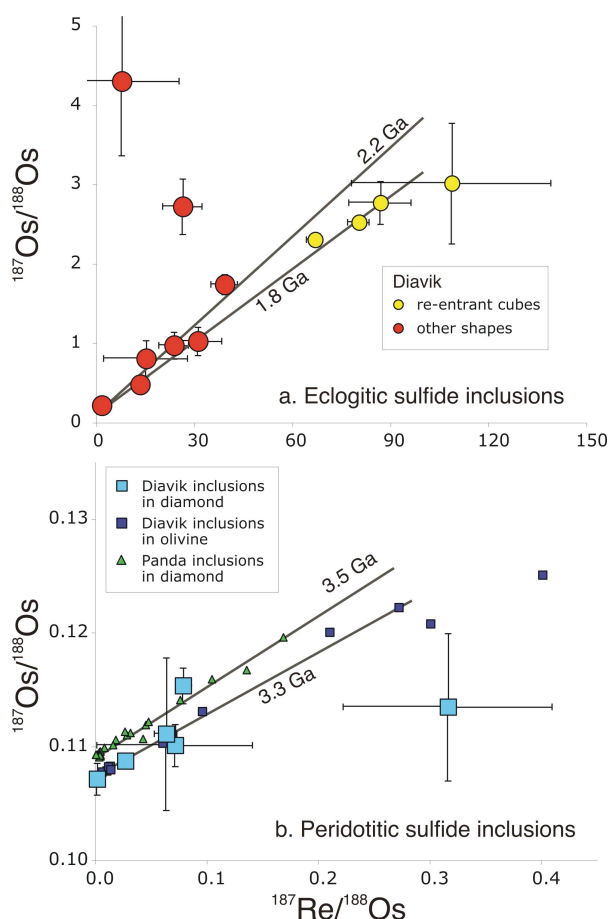 5
4
3
2
1
0
187Os/188Os
2.2 Ga
1.8 Ga
Diavik
re-entrant cubes
other shapes
a. Eclogitic sulfide inclusions
0
30
60
90
120
150
Diavik inclusions
in diamond
Diavik inclusions
in olivine
Panda inclusions
in diamond
0.13
0.12
0.11
0.10
187Os/188Os
3.5 Ga
3.3 Ga
b. Peridotitic sulfide inclusions
0.0
0.1
0.2
0.3
0.4
187Re/188Os